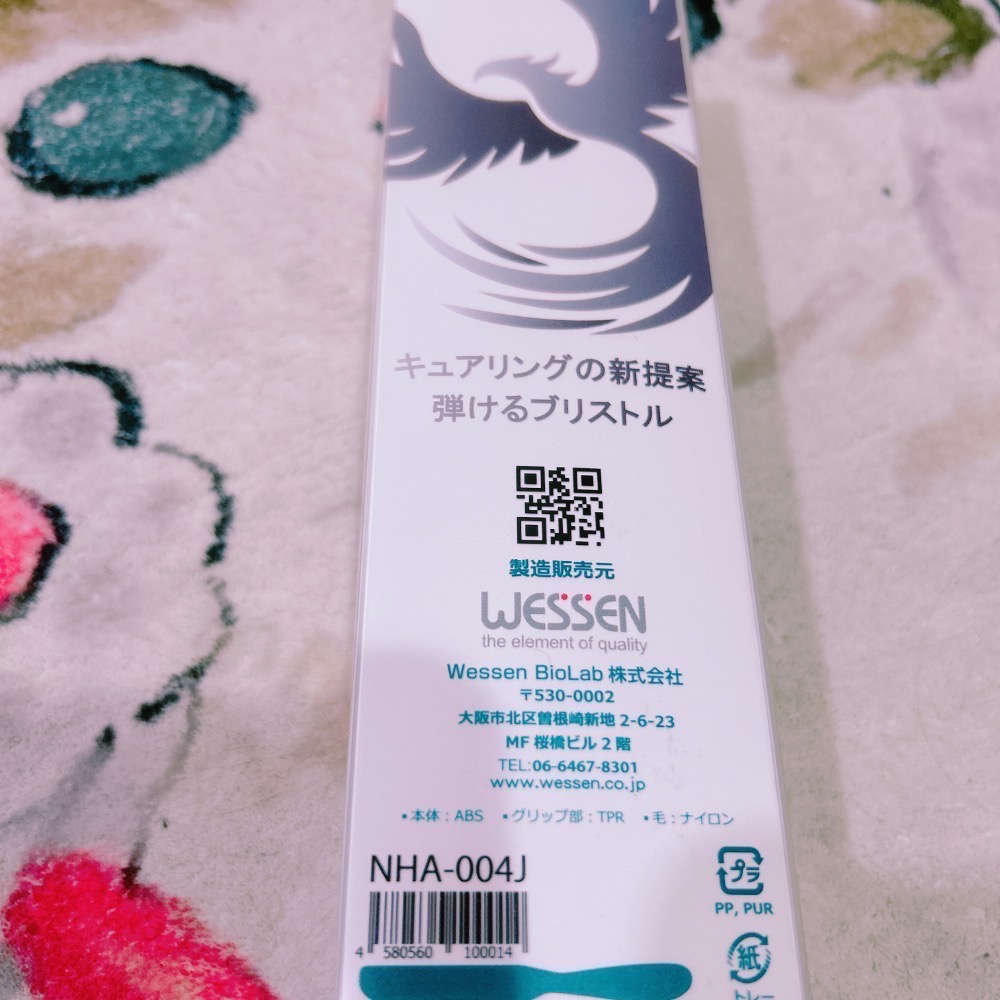 キュアリングの新提案
弾けるブリストル
製造販売元
WESSEN
the element of quality
Wessen BioLab 株式会社
〒530-0002
大阪市北区曽根崎新地 2-6-23
MF 桜橋ビル 2 階
TEL:06-6467-8301
www.wessen.co.jp
・本体：ABS ・グリップ部：TPR ・毛：ナイロン
NHA-004J
4 580560 100014
プラ
PP, PUR
紙
トレー